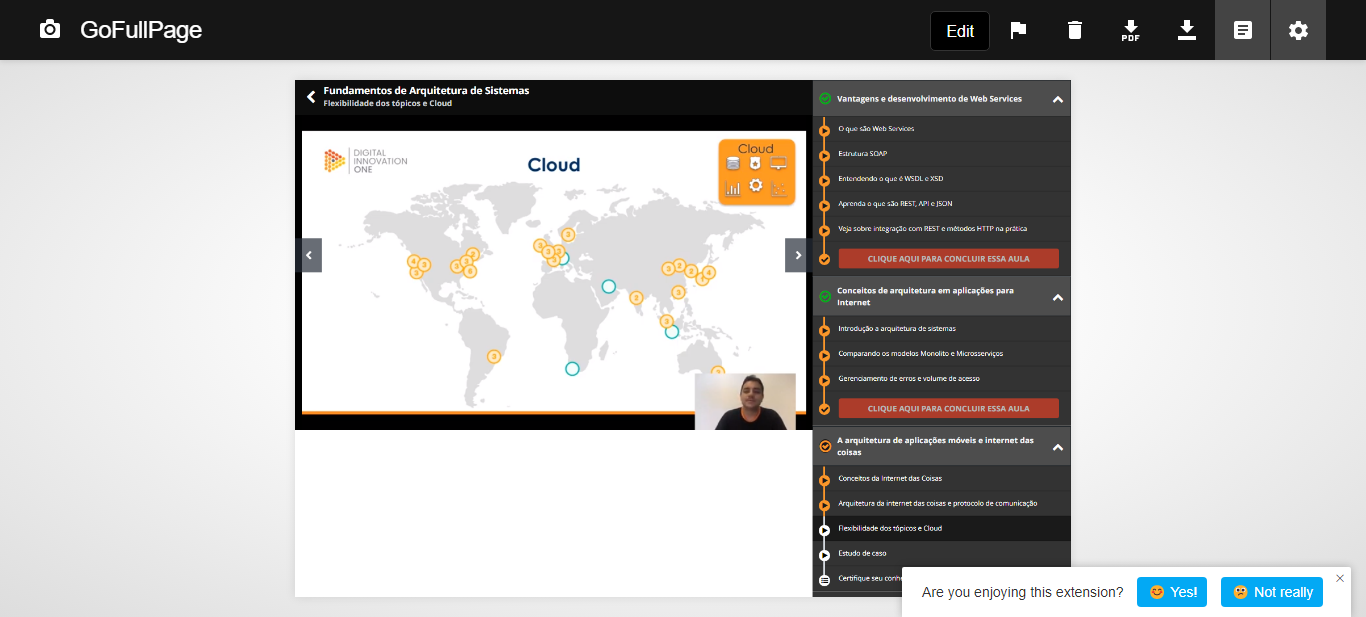 GoFullPage
Edit
PDF
Fundamentos de Arquitetura de Sistemas
Flexibilidade dos tópicos e Cloud
DIGITAL
INNOVATION
ONE
Cloud
Cloud
Vantagens e desenvolvimento de Web Services
O que são Web Services
Estrutura SOAP
Entendendo o que é WSDL e XSD
Aprenda o que são REST, API e JSON
Veja sobre integração com REST e métodos HTTP na prática
CLIQUE AQUI PARA CONCLUIR ESSA AULA
Conceitos de arquitetura em aplicações para
Internet
Introdução a arquitetura de sistemas
Comparando os modelos Monolito e Microserviços
Gerenciamento de erros e volume de acesso
CLIQUE AQUI PARA CONCLUIR ESSA AULA
A arquitetura de aplicações móveis e internet das
coisas
Conceitos da Internet das Coisas
Arquitetura da internet das coisas e protocolo de comunicação
Flexibilidade dos tópicos e Cloud
Estudo de caso
Certifique seu conhe
Are you enjoying this extension?
Yes!
Not really